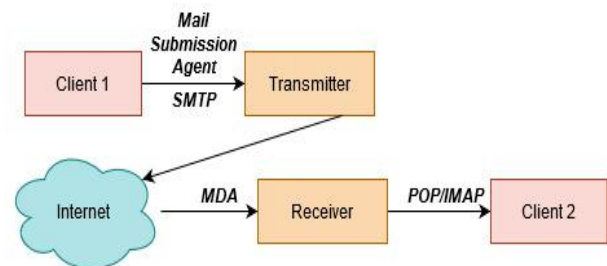 Mail
Submission
Agent
Client 1
Transmitter
SMTP
Internet
MDA
Receiver
POP/IMAP
Client 2